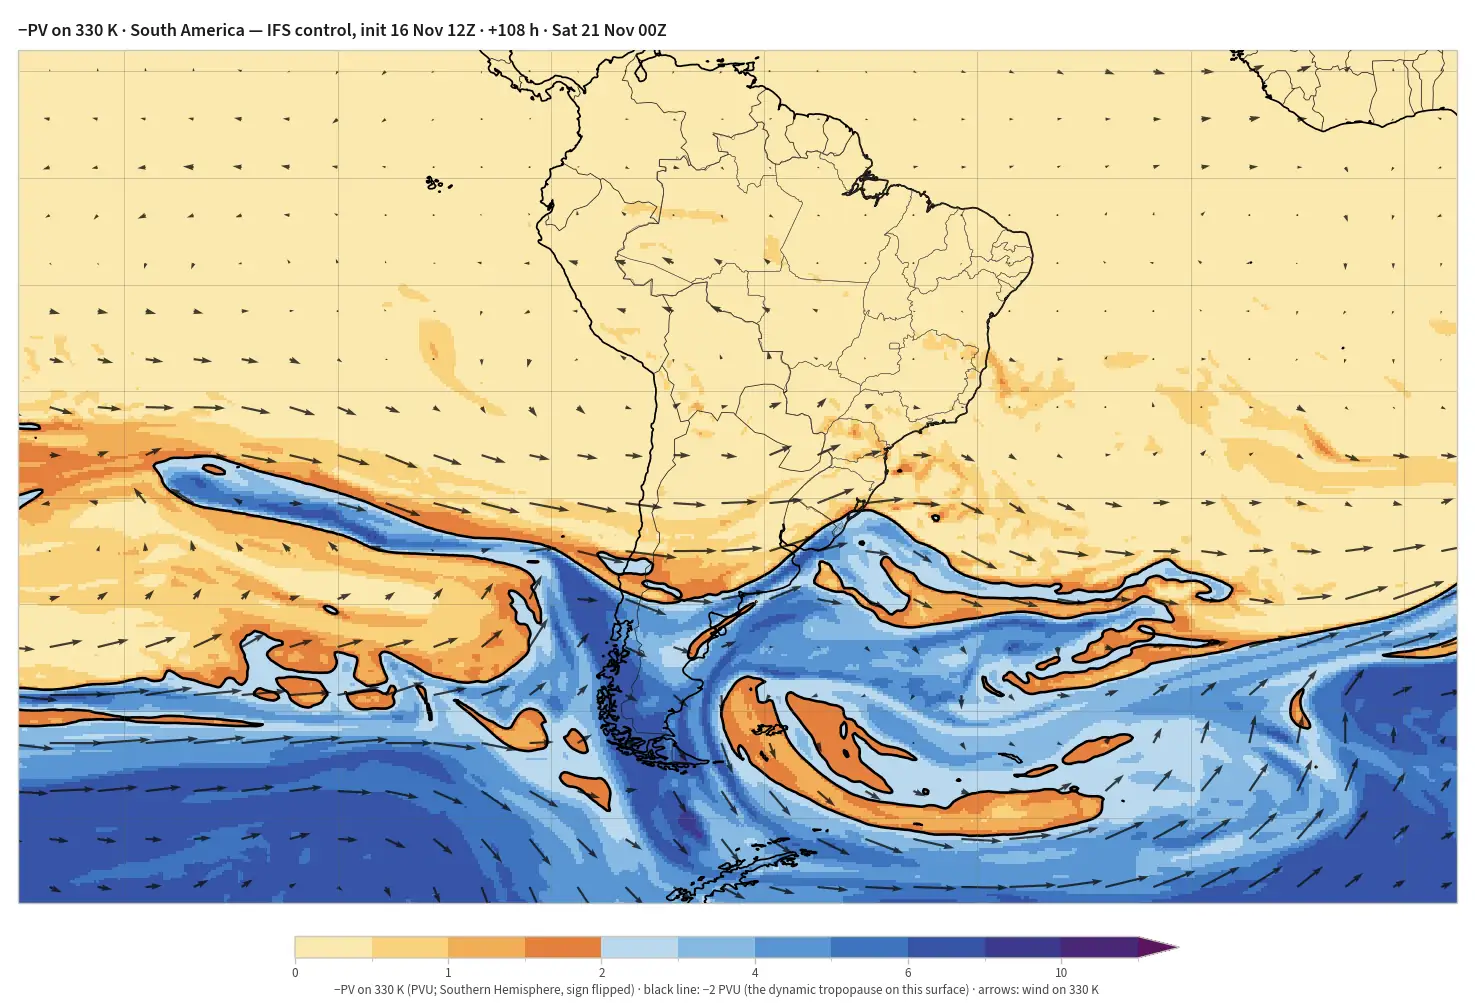 −PV on 330 K · South America — IFS control, init 16 Nov 12Z · +108 h · Sat 21 Nov 00Z
0 1 2 4 6 10
−PV on 330 K (PVU; Southern Hemisphere, sign flipped) · black line: −2 PVU (the dynamic tropopause on this surface) · arrows: wind on 330 K